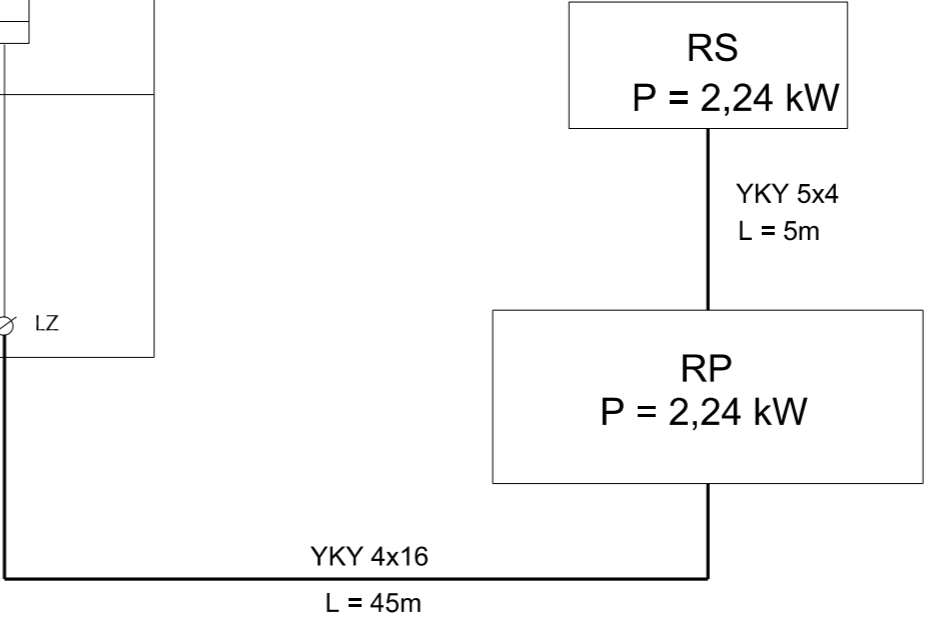 RS
P = 2,24 kW
YKY 5x4
L = 5m
LZ
RP
P = 2,24 kW
YKY 4x16
L = 45m